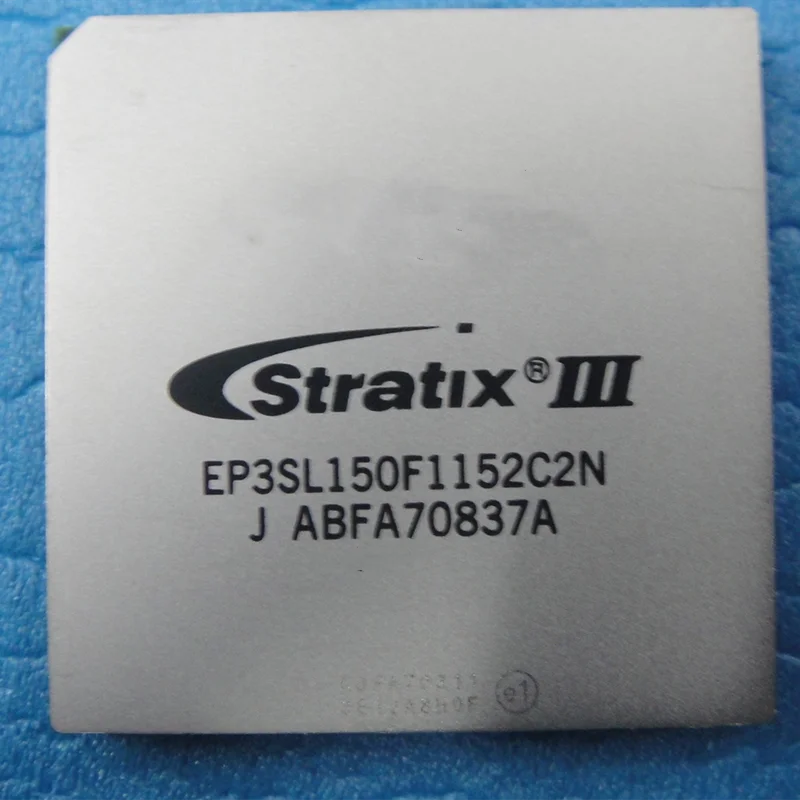 Stratix® III
EP3SL150F1152C2N
J ABFA70837A
e1